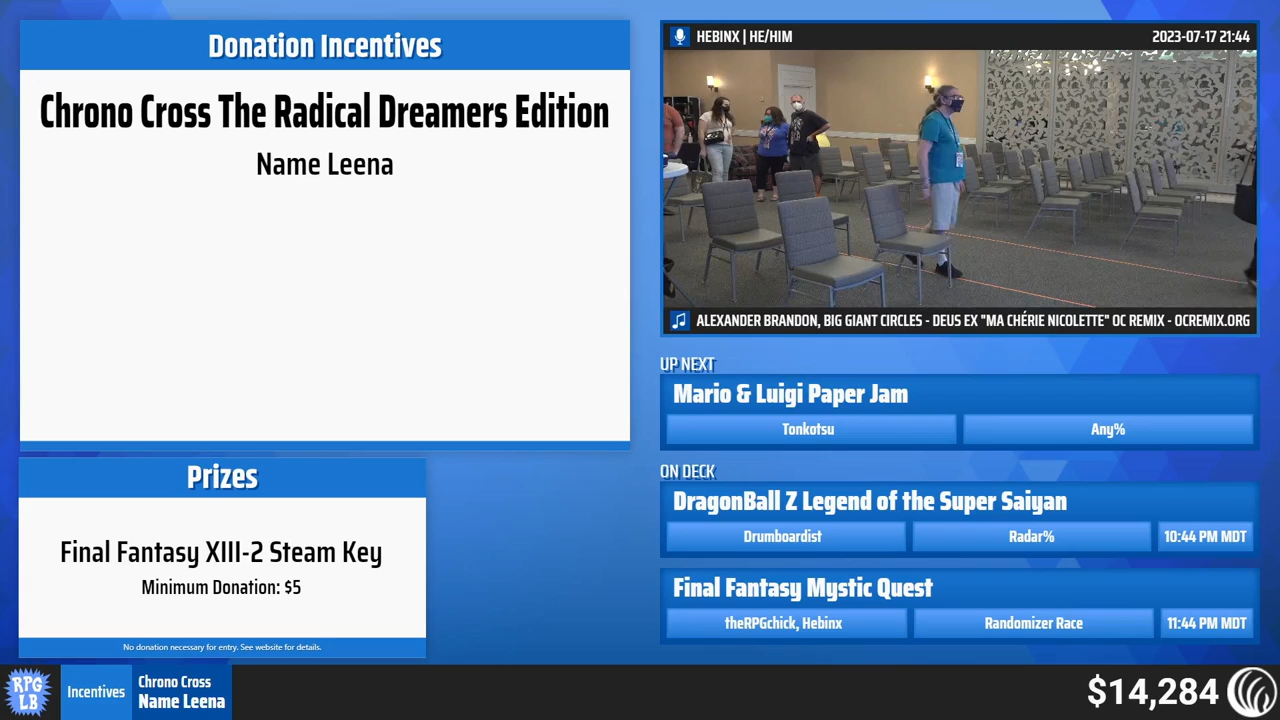 Donation Incentives
Chrono Cross The Radical Dreamers Edition
Name Leena
HEBINX | HE/HIM
2023-07-17 21:44
ALEXANDER BRANDON, BIG GIANT CIRCLES - DEUS EX "MA CHÉRIE NICOLETTE" OC REMIX - OCREMIX.ORG
UP NEXT
Mario & Luigi Paper Jam
Tonkotsu
Any%
ON DECK
DragonBall Z Legend of the Super Saiyan
Drumboardist
Radar%
10:44 PM MDT
Final Fantasy Mystic Quest
theRPGchick, Hebinx
Randomizer Race
11:44 PM MDT
Prizes
Final Fantasy XIII-2 Steam Key
Minimum Donation: $5
No donation necessary for entry. See website for details.
RPG
LB
Incentives
Chrono Cross
Name Leena
$14,284